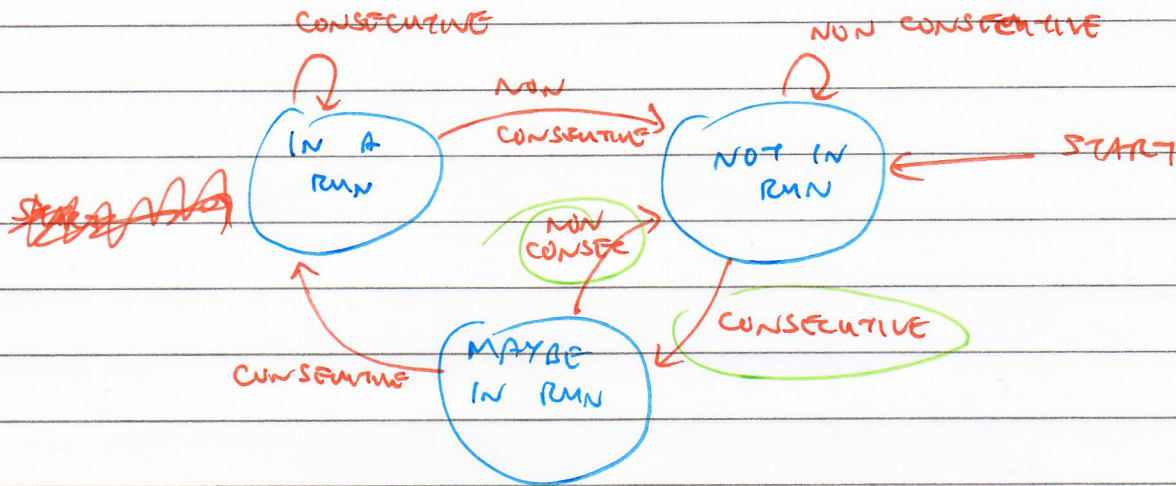 CONSECUTIVE
NON CONSECUTIVE
NON
CONSECUTIVE
IN A
RUN
NOT IN
RUN
START
NON
CONSEC
CONSECUTIVE
MAYBE
IN RUN
CONSECUTIVE